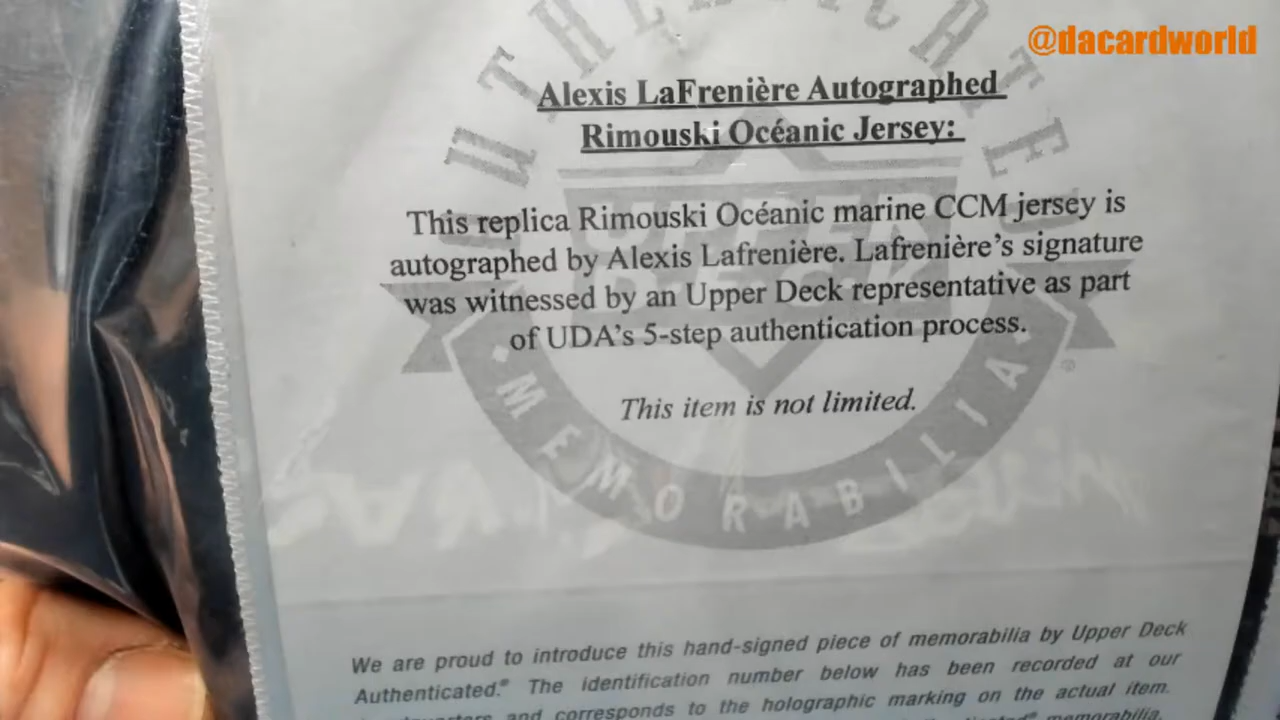 @dacardworld
AUTHENTICATED
Alexis LaFrenière Autographed
Rimouski Océanic Jersey:
UPPER
DECK
This replica Rimouski Océanic marine CCM jersey is
autographed by Alexis Lafrenière. Lafrenière's signature
was witnessed by an Upper Deck representative as part
of UDA's 5-step authentication process.
This item is not limited.
MEMORABILIA
We are proud to introduce this hand-signed piece of memorabilia by Upper Deck
Authenticated.® The identification number below has been recorded at our
and corresponds to the holographic marking on the actual item.
memorabilia,